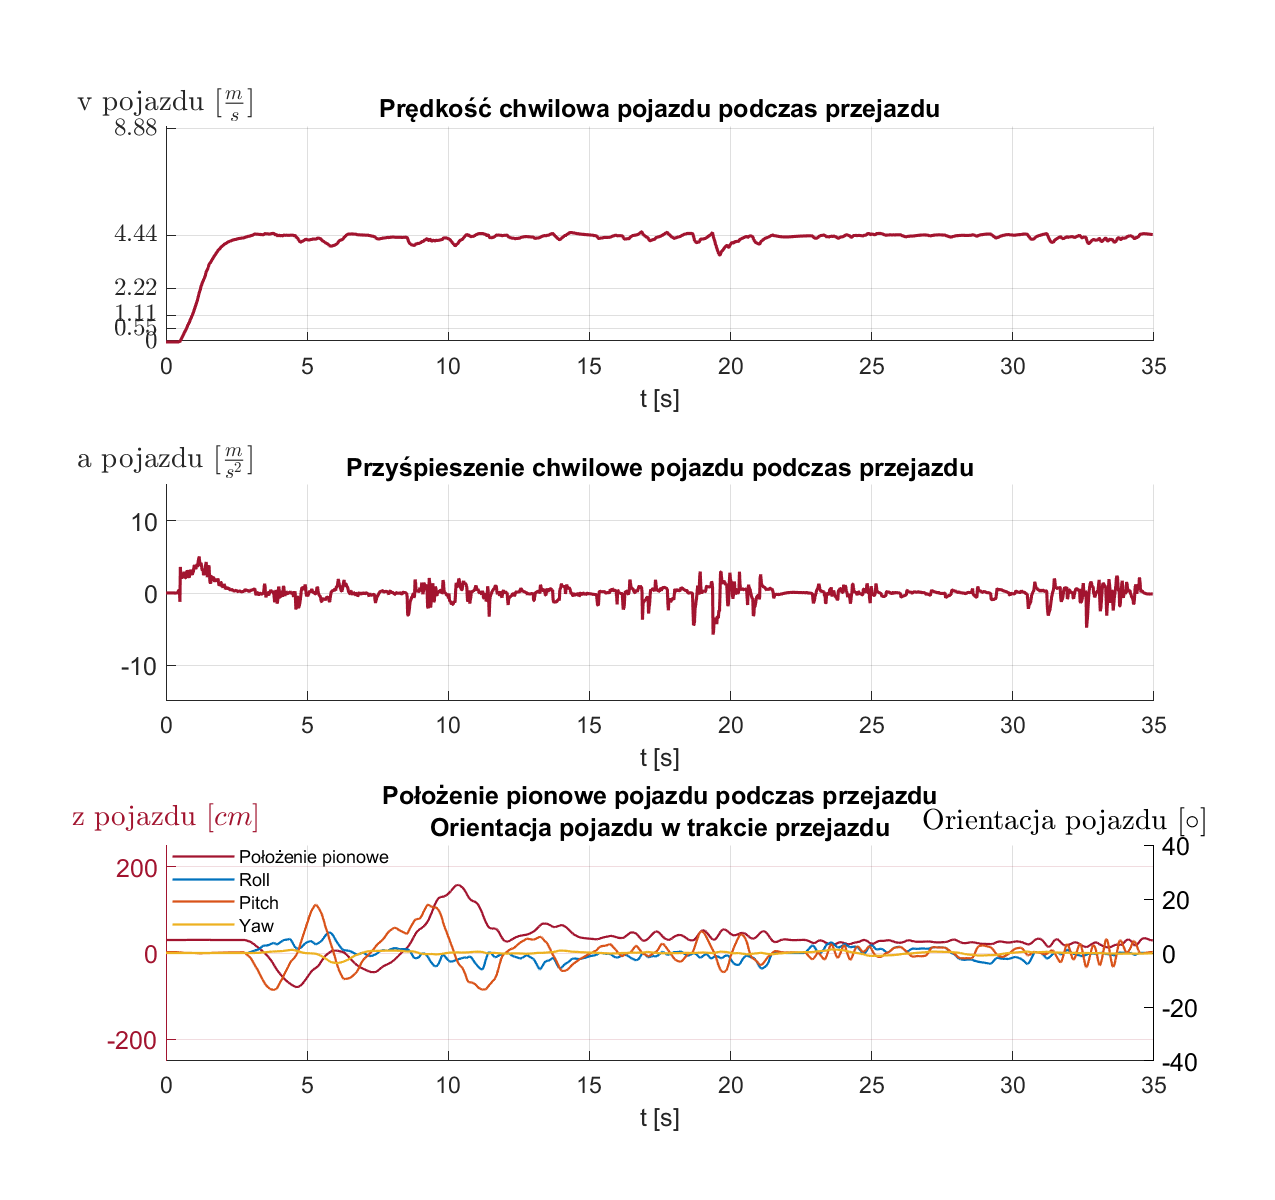 v pojazdu [m/s]
Prędkość chwilowa pojazdu podczas przejazdu
8.88
4.44
2.22
1.11
0.55
0
0 5 10 15 20 25 30 35
t [s]
a pojazdu [m/s²]
Przyśpieszenie chwilowe pojazdu podczas przejazdu
10
0
-10
0 5 10 15 20 25 30 35
t [s]
Położenie pionowe pojazdu podczas przejazdu
z pojazdu [cm]
Orientacja pojazdu w trakcie przejazdu
Orientacja pojazdu [∘]
Położenie pionowe
Roll
Pitch
Yaw
200
0
-200
40
20
0
-20
-40
0 5 10 15 20 25 30 35
t [s]